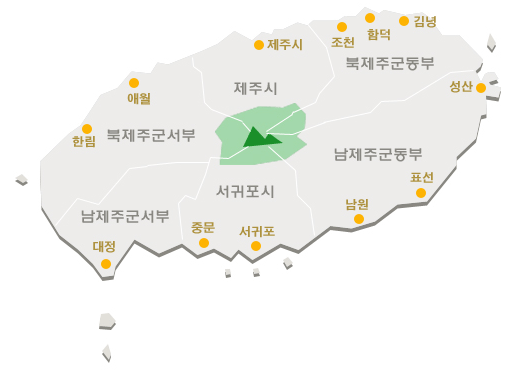 김녕
함덕
조천
제주시
북제주군동부
성산
제주시
애월
북제주군서부
한림
남제주군동부
표선
서귀포시
남원
남제주군서부
중문
서귀포
대정